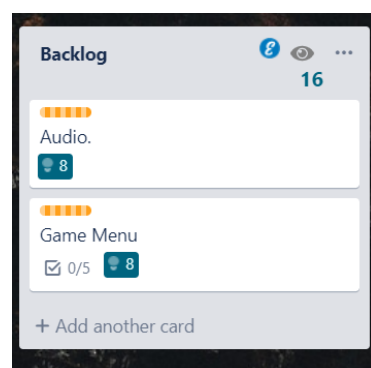 Backlog
16
Audio.
8
Game Menu
0/5 8
+ Add another card